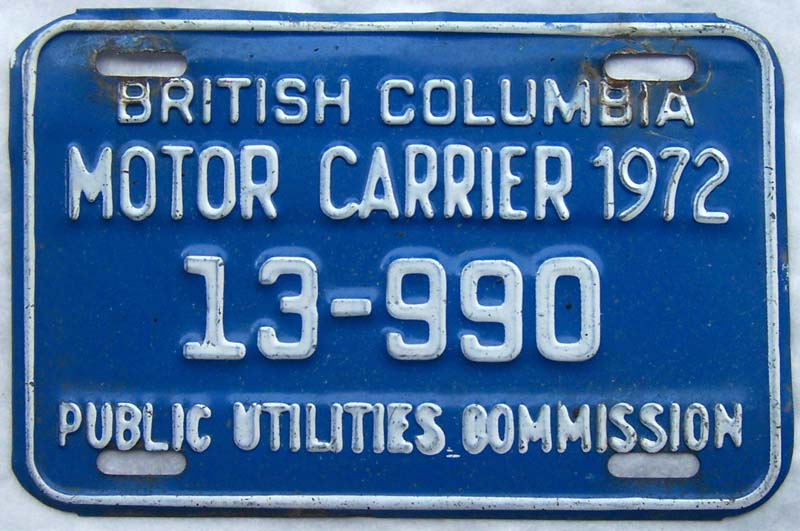 BRITISH COLUMBIA
MOTOR CARRIER 1972
13-990
PUBLIC UTILITIES COMMISSION